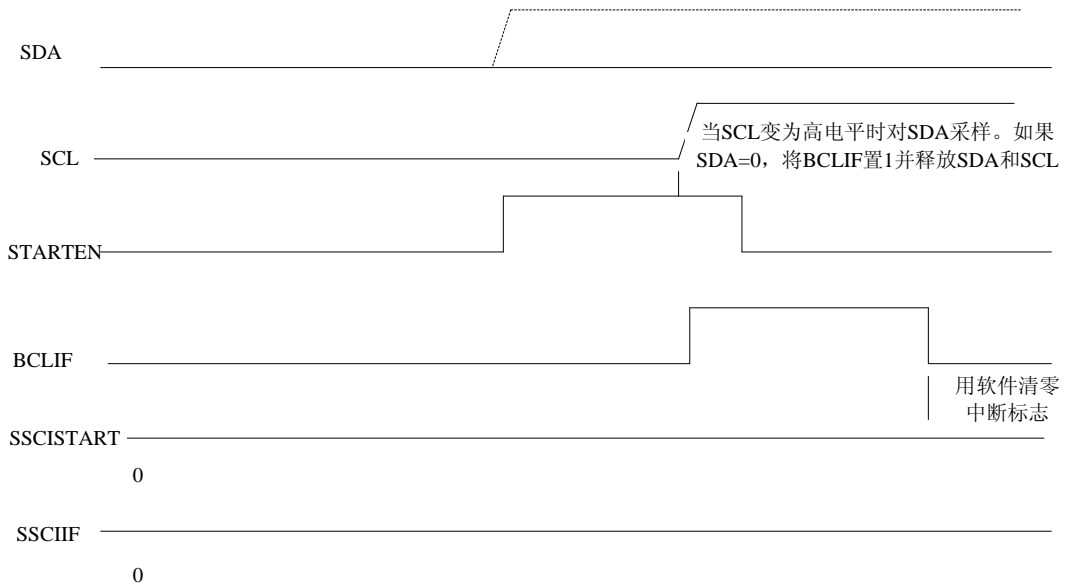 SDA
SCL
当SCL变为高电平时对SDA采样。如果
SDA=0，将BCLIF置1并释放SDA和SCL
STARTEN
BCLIF
用软件清零
中断标志
SSCISTART
0
SSCIIF
0